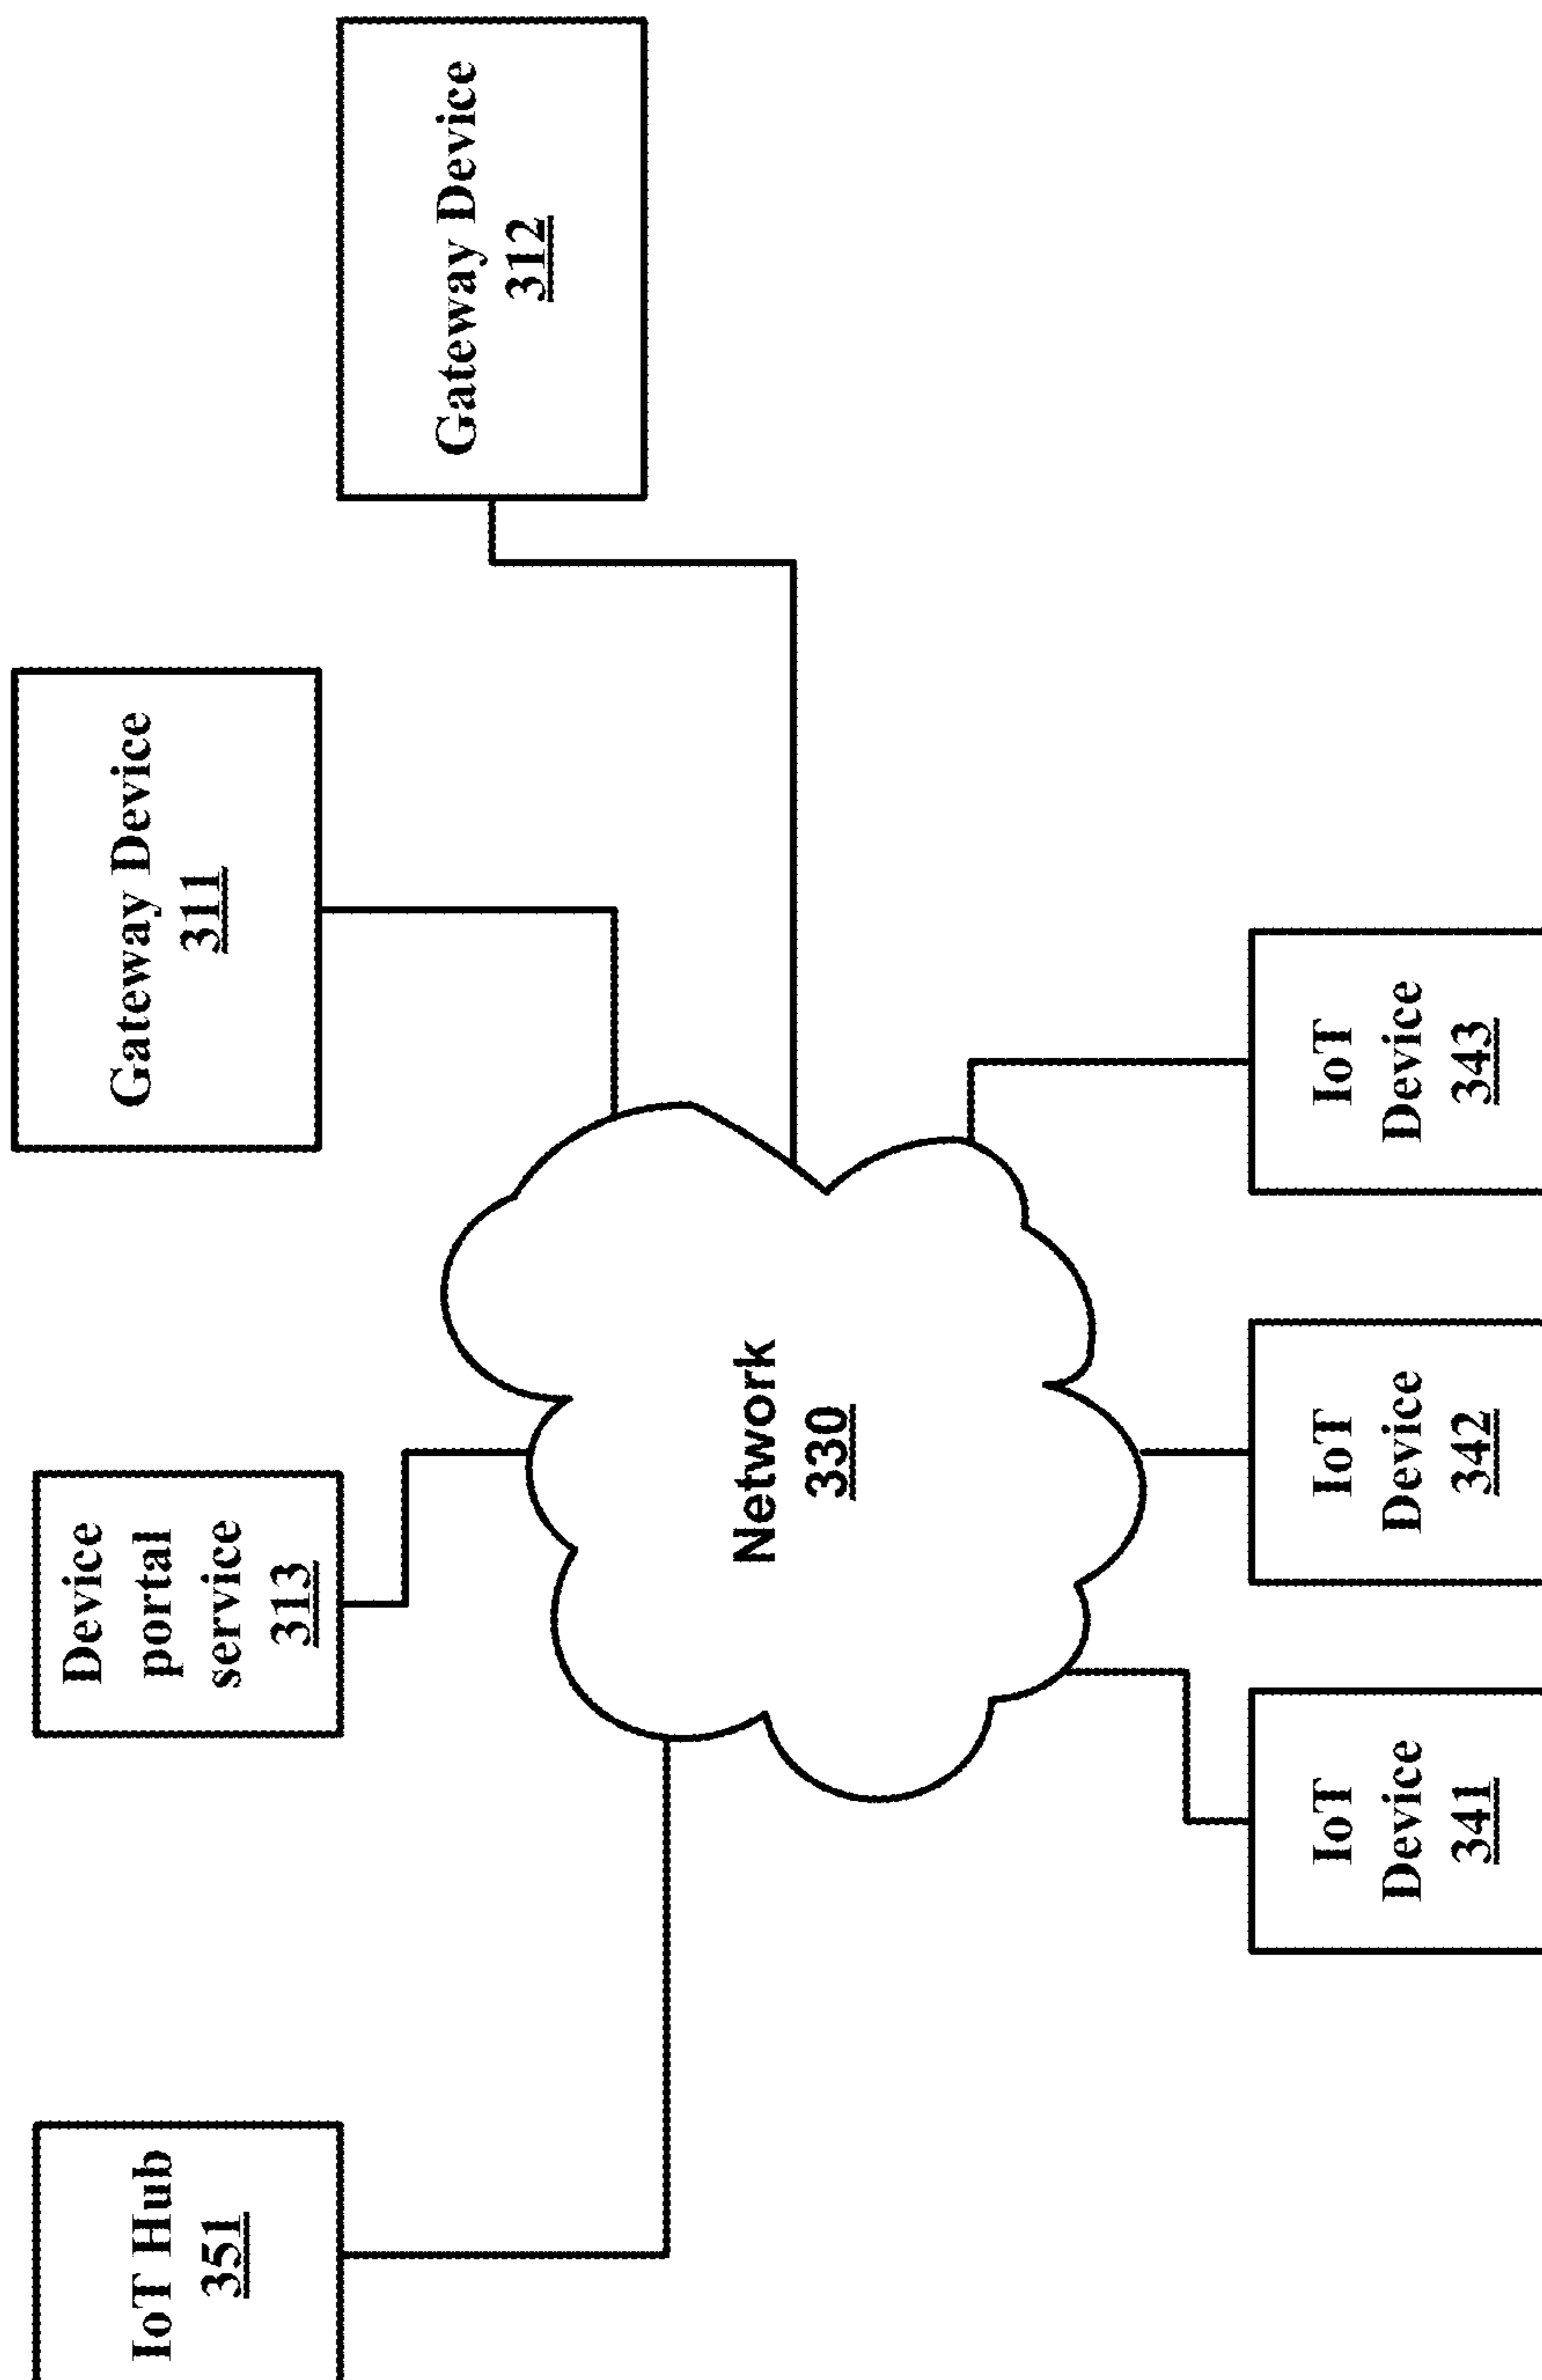 IoT Hub
351
Device
portal
service
313
Gateway Device
311
Gateway Device
312
Network
330
IoT
Device
341
IoT
Device
342
IoT
Device
343